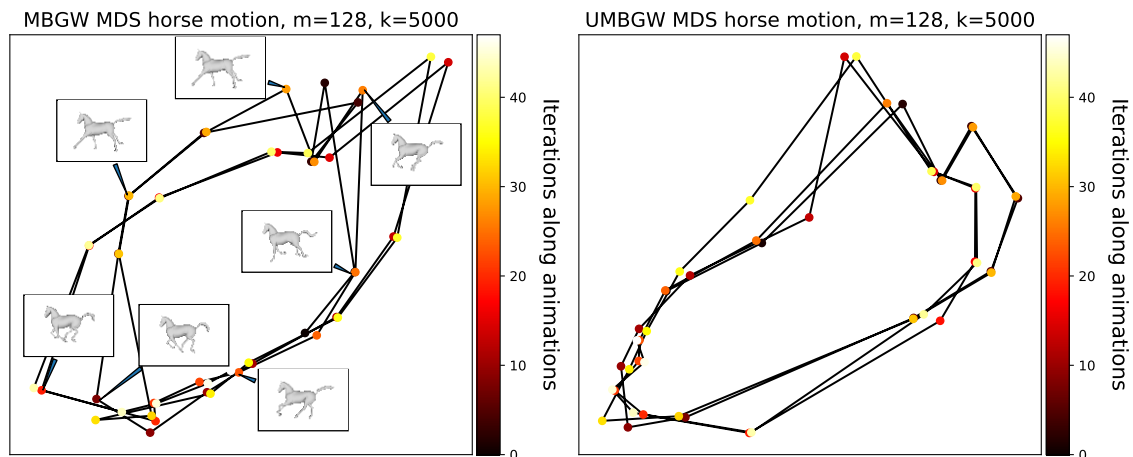 MBGW MDS horse motion, m=128, k=5000
40
30
20
10
0
Iterations along animations
UMBGW MDS horse motion, m=128, k=5000
40
30
20
10
0
Iterations along animations